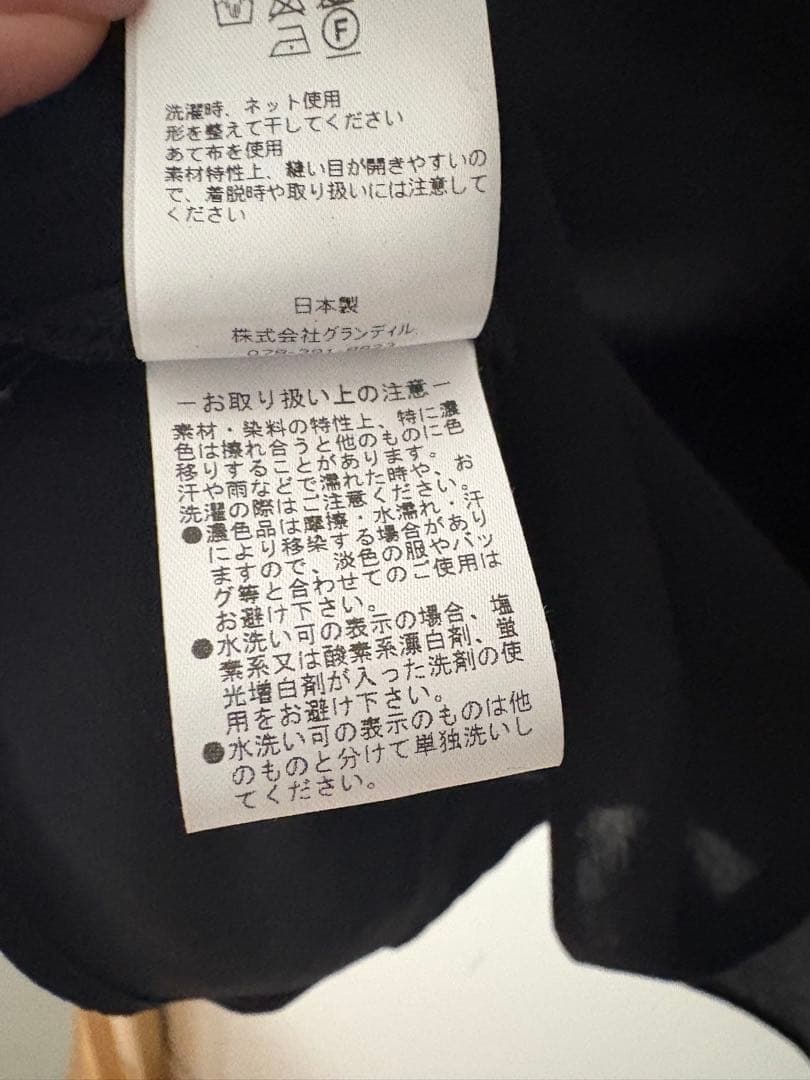 F
洗濯時、ネット使用
形を整えて干してください
あて布を使用
素材特性上、縫い目が開きやすいの
で、着脱時や取り扱いには注意して
ください
日本製
株式会社グランディル
ーお取り扱い上の注意ー
素材・染料の特性上、特に濃
色は擦れ合うと他のものに色
移りすることがあります。
汗や雨などで濡れた時や、お
洗濯の際はご注意ください。
●濃色品は摩擦・水濡れ・汗
により移染する場合があり
ますので、淡色の服やバッ
グ等と合わせてのご使用は
お避け下さい。
●水洗い可の表示の場合、塩
素系又は酸素系漂白剤、蛍
光増白剤が入った洗剤の使
用をお避け下さい。
●水洗い可の表示のものは他
のものと分けて単独洗いし
てください。